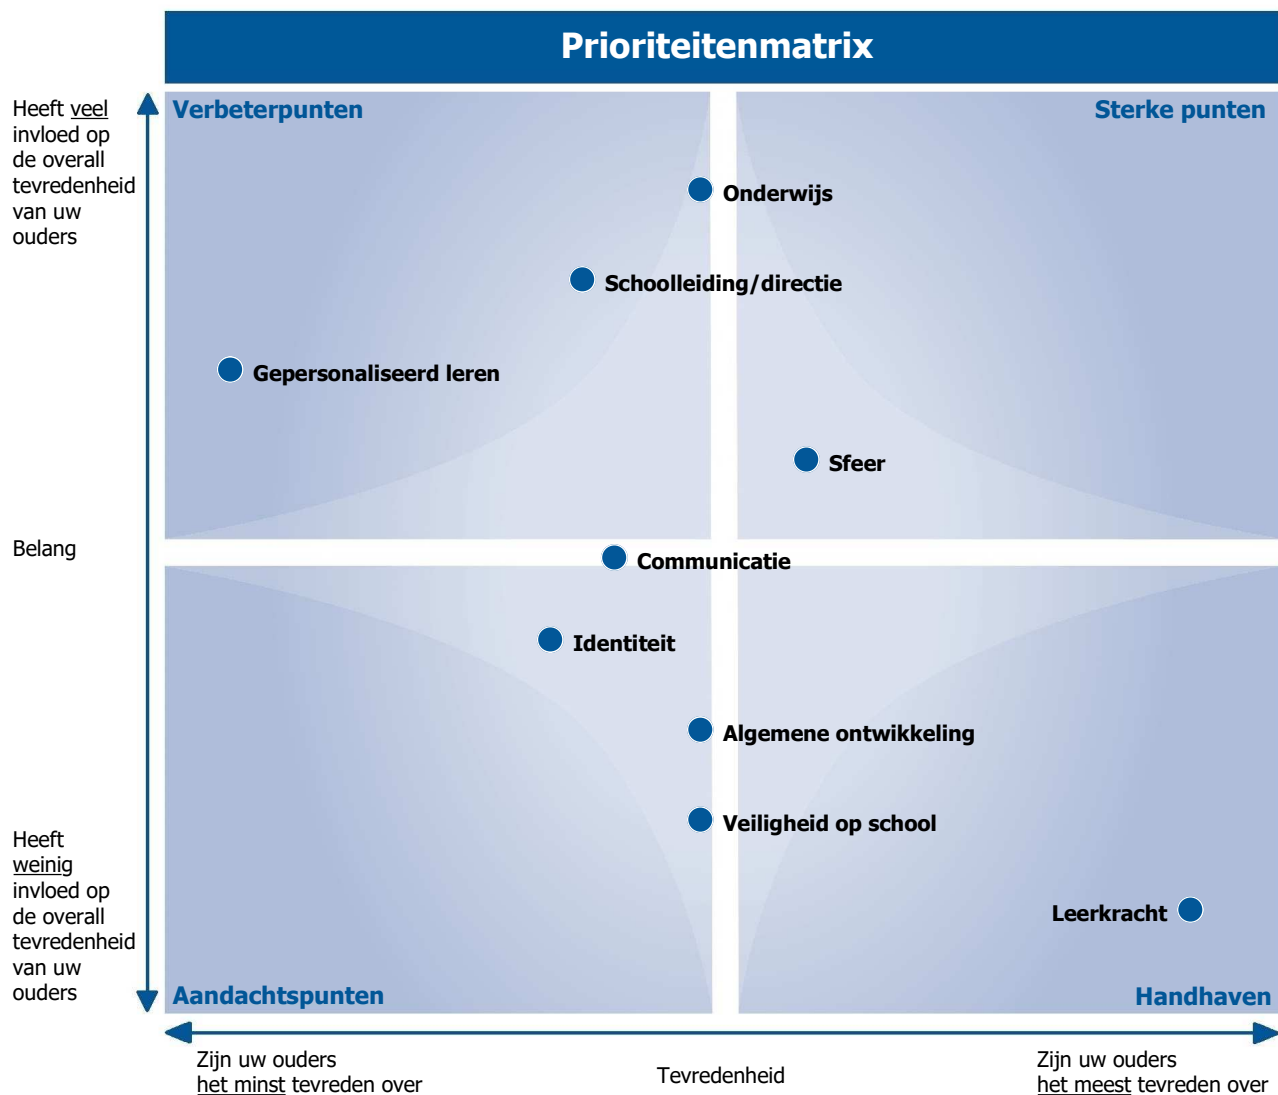 Prioriteitenmatrix
Heeft veel
invloed op
de overall
tevredenheid
van uw
ouders
Verbeterpunten
Sterke punten
Onderwijs
Schoolleiding/directie
Gepersonaliseerd leren
Sfeer
Belang
Communicatie
Identiteit
Algemene ontwikkeling
Veiligheid op school
Leerkracht
Heeft
weinig
invloed op
de overall
tevredenheid
van uw
ouders
Aandachtspunten
Handhaven
Zijn uw ouders
het minst tevreden over
Tevredenheid
Zijn uw ouders
het meest tevreden over